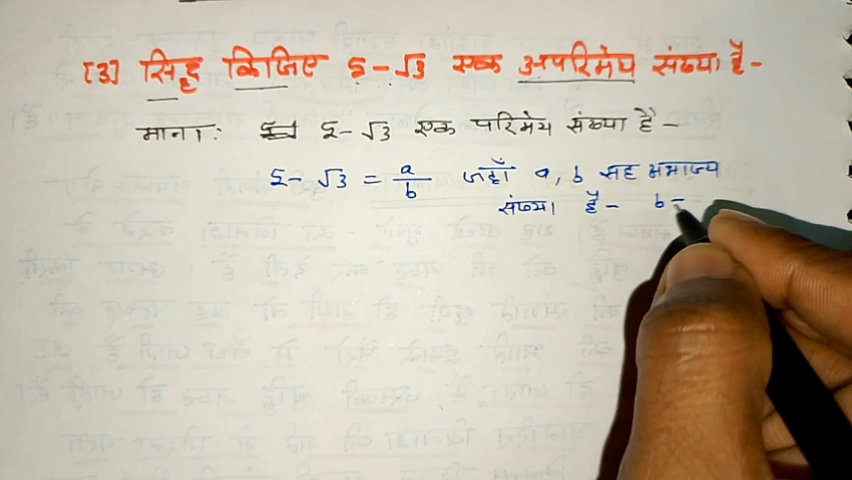 (3) सिद्ध किजिए 5-√3 एक अपरिमेय संख्या है-
माना: 5-√3 एक परिमेय संख्या है-
5-√3 = a/b जहाँ a, b सह अभाज्य
संख्या है- b-